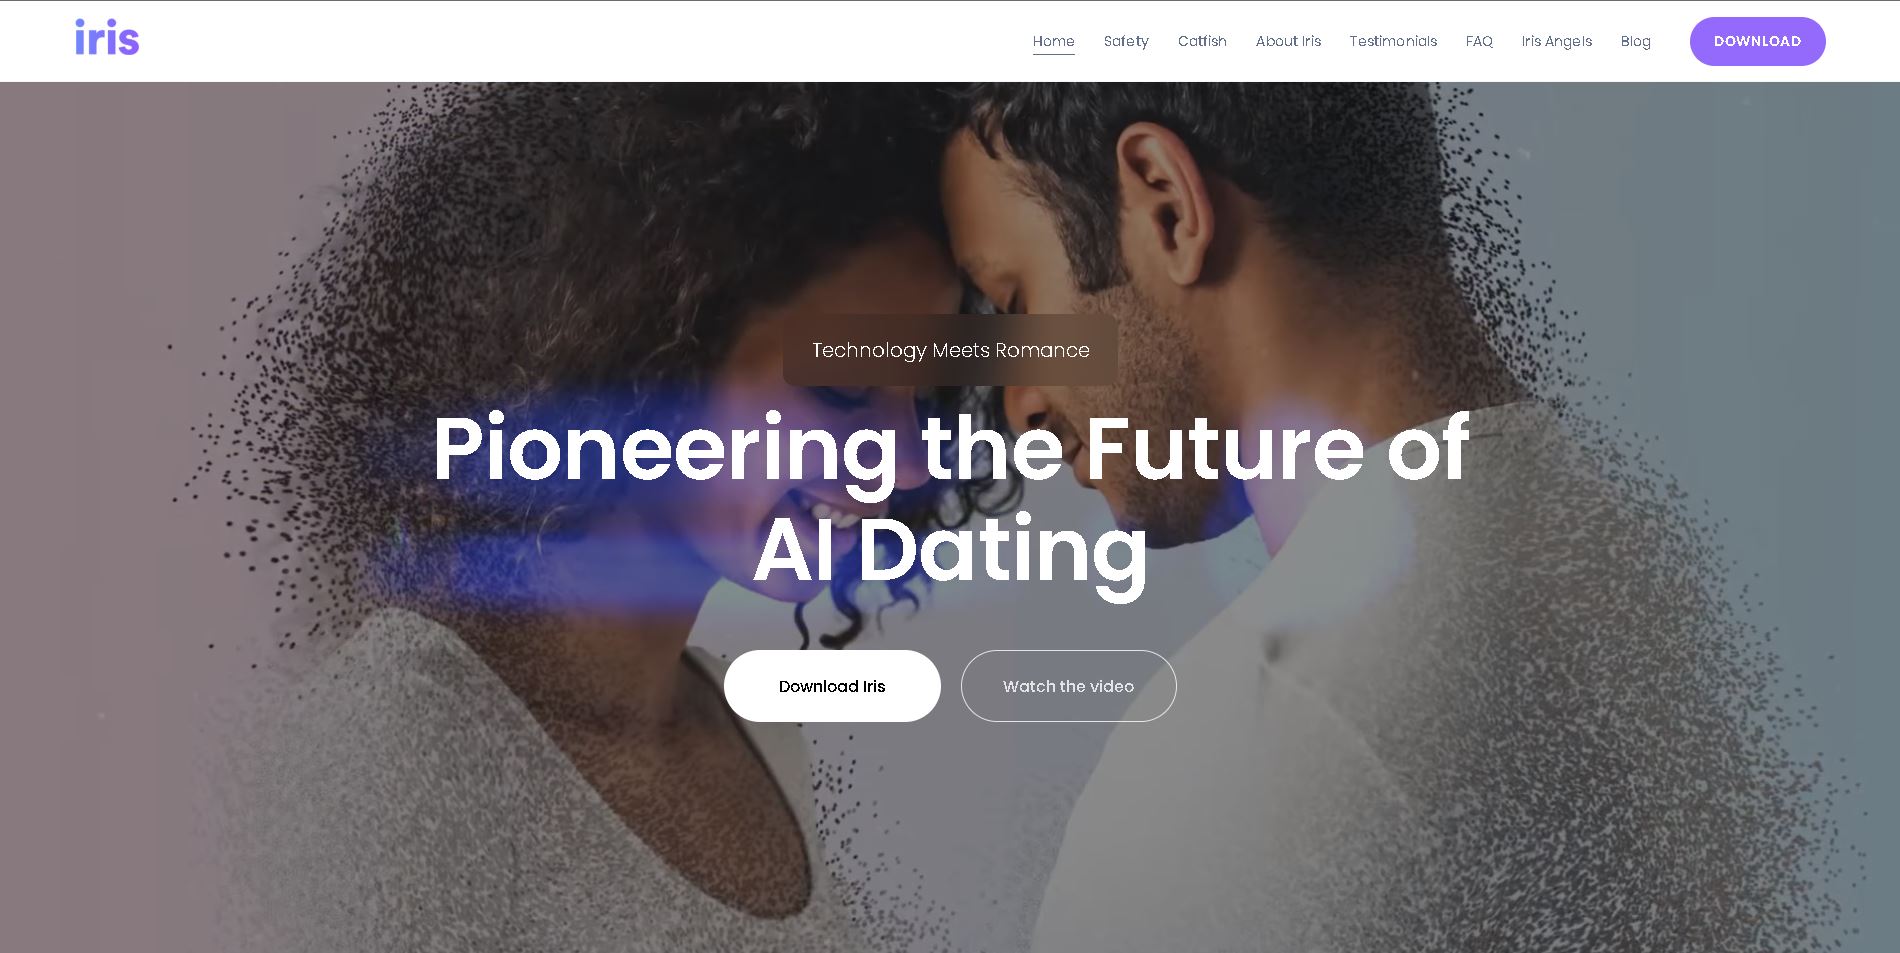 iris
Home Safety Catfish About Iris Testimonials FAQ Iris Angels Blog DOWNLOAD
Technology Meets Romance
Pioneering the Future of
AI Dating
Download Iris Watch the video